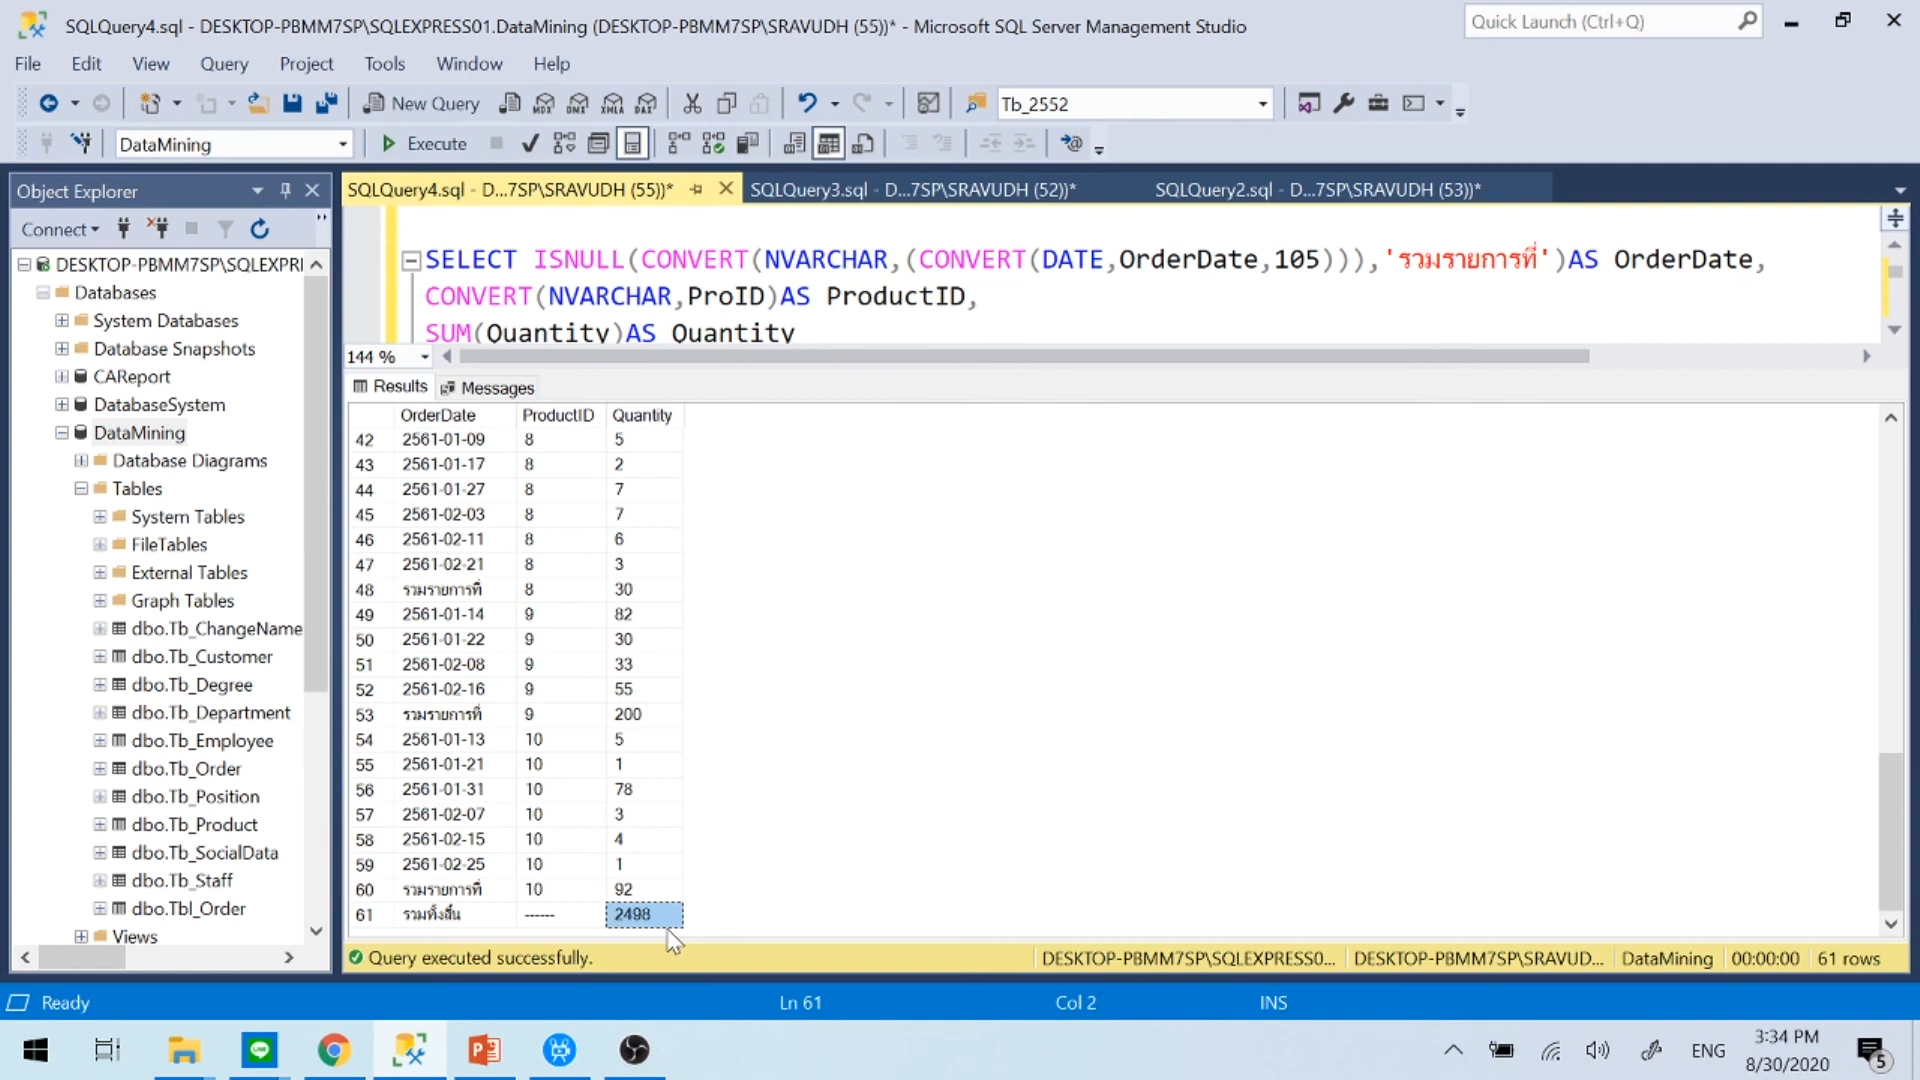 SQLQuery4.sql - DESKTOP-PBMM7SP\SQLEXPRESS01.DataMining (DESKTOP-PBMM7SP\SRAVUDH (55))* - Microsoft SQL Server Management Studio
Quick Launch (Ctrl+Q)
File Edit View Query Project Tools Window Help
New Query MDX DMX XMLA DAX Tb_2552
DataMining Execute
Object Explorer
SQLQuery4.sql - D...7SP\SRAVUDH (55))* SQLQuery3.sql - D...7SP\SRAVUDH (52))* SQLQuery2.sql - D...7SP\SRAVUDH (53))*
Connect
DESKTOP-PBMM7SP\SQLEXPRI
Databases
System Databases
Database Snapshots
CAReport
DatabaseSystem
DataMining
Database Diagrams
Tables
System Tables
FileTables
External Tables
Graph Tables
dbo.Tb_ChangeName
dbo.Tb_Customer
dbo.Tb_Degree
dbo.Tb_Department
dbo.Tb_Employee
dbo.Tb_Order
dbo.Tb_Position
dbo.Tb_Product
dbo.Tb_SocialData
dbo.Tb_Staff
dbo.Tbl_Order
Views
SELECT ISNULL(CONVERT(NVARCHAR,(CONVERT(DATE,OrderDate,105))),'รวมรายการที่')AS OrderDate,
CONVERT(NVARCHAR,ProID)AS ProductID,
SUM(Quantity)AS Quantity
144 %
Results Messages
OrderDate ProductID Quantity
42 2561-01-09 8 5
43 2561-01-17 8 2
44 2561-01-27 8 7
45 2561-02-03 8 7
46 2561-02-11 8 6
47 2561-02-21 8 3
48 รวมรายการที่ 8 30
49 2561-01-14 9 82
50 2561-01-22 9 30
51 2561-02-08 9 33
52 2561-02-16 9 55
53 รวมรายการที่ 9 200
54 2561-01-13 10 5
55 2561-01-21 10 1
56 2561-01-31 10 78
57 2561-02-07 10 3
58 2561-02-15 10 4
59 2561-02-25 10 1
60 รวมรายการที่ 10 92
61 รวมทั้งสิ้น ------ 2498
Query executed successfully. DESKTOP-PBMM7SP\SQLEXPRESS0... DESKTOP-PBMM7SP\SRAVUD... DataMining 00:00:00 61 rows
Ready Ln 61 Col 2 INS
ENG 3:34 PM
8/30/2020 5